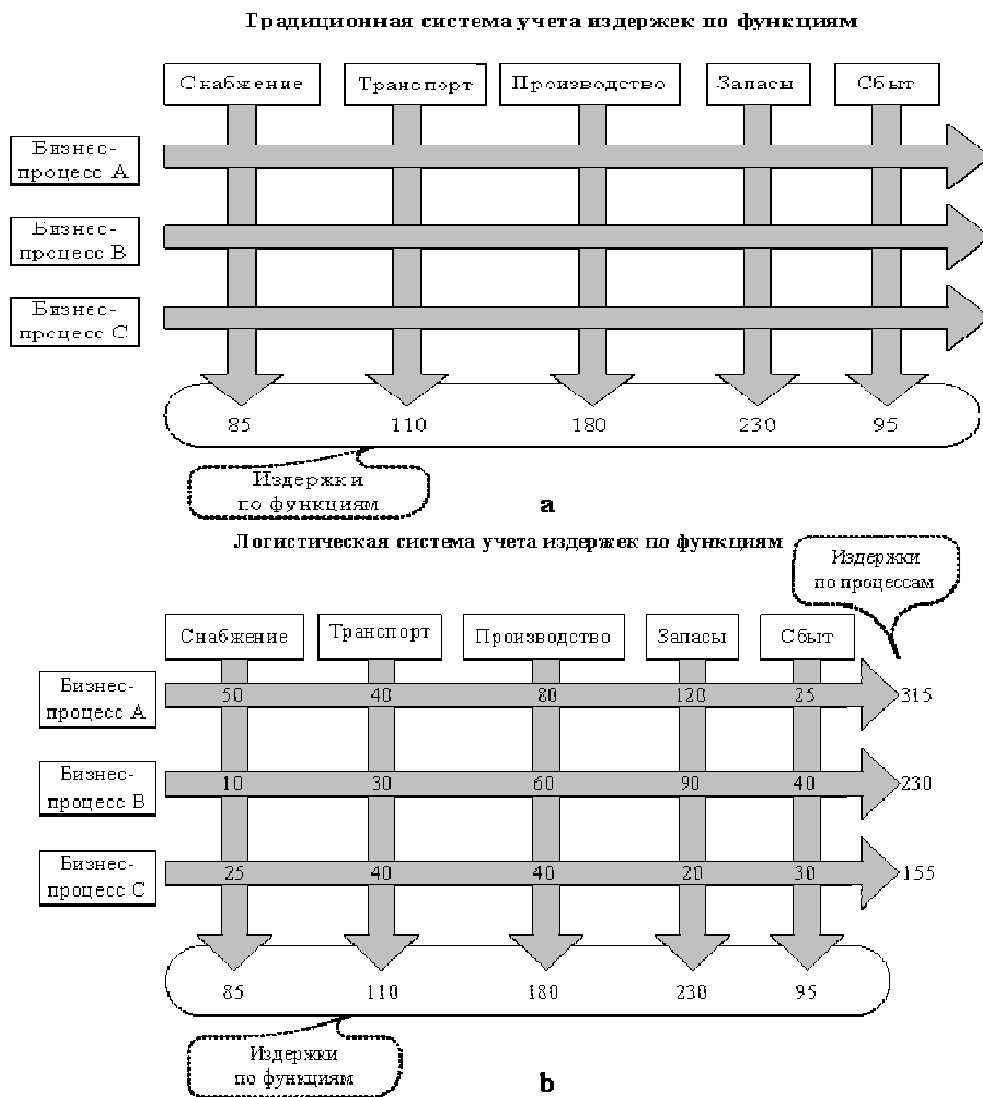 Традиционная система учета издержек по функциям
Снабжение Транспорт Производство Запасы Сбыт
Бизнес-
процесс А
Бизнес-
процесс В
Бизнес-
процесс С
85 110 180 230 95
Издержки
по функциям
a
Логистическая система учета издержек по функциям
Издержки
по процессам
Снабжение Транспорт Производство Запасы Сбыт
Бизнес-
процесс А
50 40 80 120 25 315
Бизнес-
процесс В
10 30 60 90 40 230
Бизнес-
процесс С
25 40 40 20 30 155
85 110 180 230 95
Издержки
по функциям
b